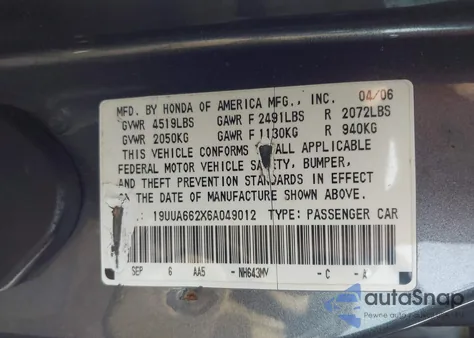 MFD. BY HONDA OF AMERICA MFG., INC. 04/06
GVWR 4519LBS GAWR F 2491LBS R 2072LBS
GVWR 2050KG GAWR F 1130KG R 940KG
THIS VEHICLE CONFORMS TO ALL APPLICABLE
FEDERAL MOTOR VEHICLE SAFETY, BUMPER,
AND THEFT PREVENTION STANDARDS IN EFFECT
ON THE DATE OF MANUFACTURE SHOWN ABOVE.
19UUA662X6A049012 TYPE: PASSENGER CAR
SEP 6 AA5 -NH643MV -C -A
autoSnap
Pewne auto